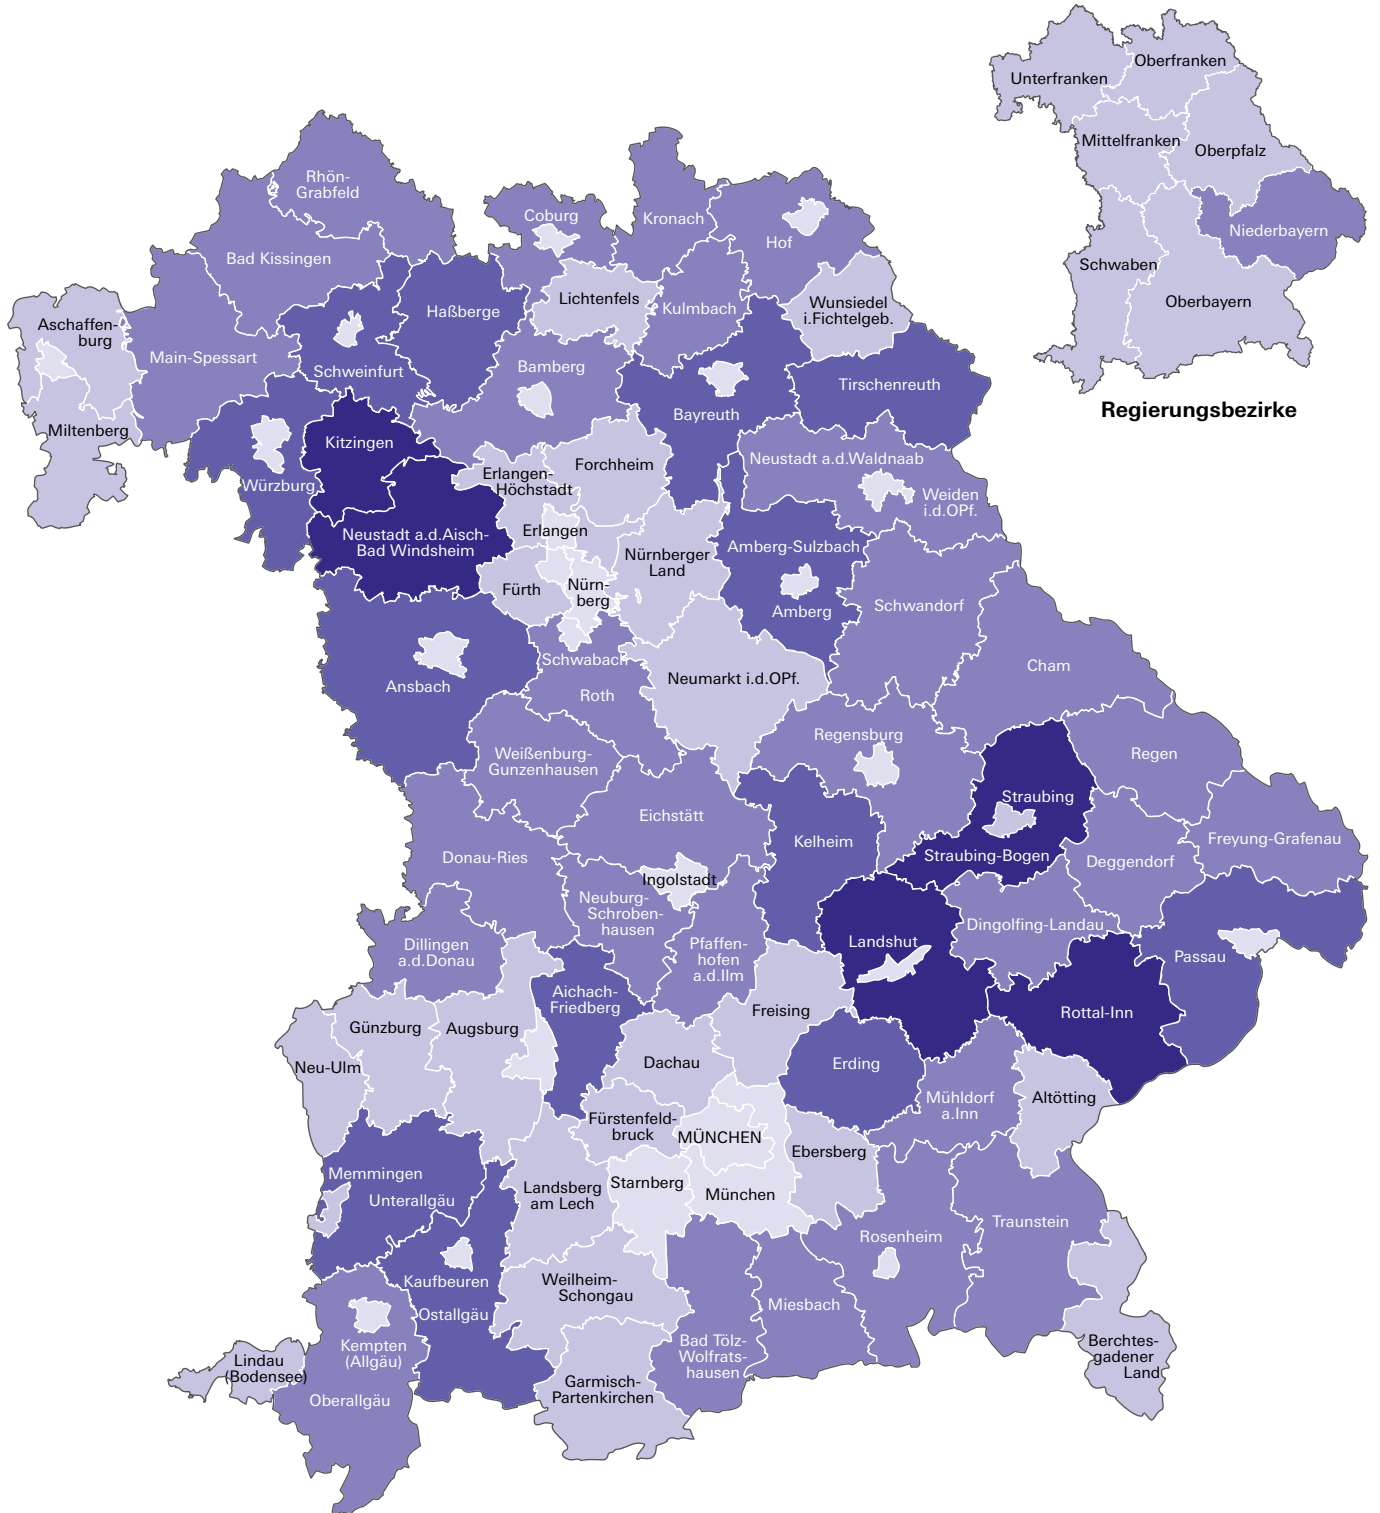 Unterfranken
Oberfranken
Mittelfranken
Oberpfalz
Niederbayern
Schwaben
Oberbayern
Regierungsbezirke
Rhön-
Grabfeld
Coburg
Kronach
Hof
Bad Kissingen
Lichtenfels
Kulmbach
Wunsiedel
i.Fichtelgeb.
Haßberge
Aschaffen-
burg
Main-Spessart
Schweinfurt
Bamberg
Bayreuth
Tirschenreuth
Miltenberg
Kitzingen
Würzburg
Erlangen-
Höchstadt
Forchheim
Neustadt a.d.Waldnaab
Weiden
i.d.OPf.
Neustadt a.d.Aisch-
Bad Windsheim
Erlangen
Nürnberger
Land
Amberg-Sulzbach
Amberg
Fürth
Nürn-
berg
Schwandorf
Schwabach
Ansbach
Roth
Neumarkt i.d.OPf.
Cham
Weißenburg-
Gunzenhausen
Regensburg
Regen
Eichstätt
Straubing
Kelheim
Freyung-Grafenau
Donau-Ries
Straubing-Bogen
Deggendorf
Ingolstadt
Neuburg-
Schroben-
hausen
Dingolfing-Landau
Dillingen
a.d.Donau
Pfaffen-
hofen
a.d.Ilm
Landshut
Passau
Aichach-
Friedberg
Freising
Rottal-Inn
Günzburg
Augsburg
Neu-Ulm
Dachau
Erding
Mühldorf
a.Inn
Altötting
Fürstenfeld-
bruck
MÜNCHEN
Ebersberg
Memmingen
Unterallgäu
Landsberg
am Lech
Starnberg
München
Traunstein
Rosenheim
Kaufbeuren
Ostallgäu
Weilheim-
Schongau
Miesbach
Kempten
(Allgäu)
Bad Tölz-
Wolfrats-
hausen
Berchtes-
gadener
Land
Lindau
(Bodensee)
Oberallgäu
Garmisch-
Partenkirchen